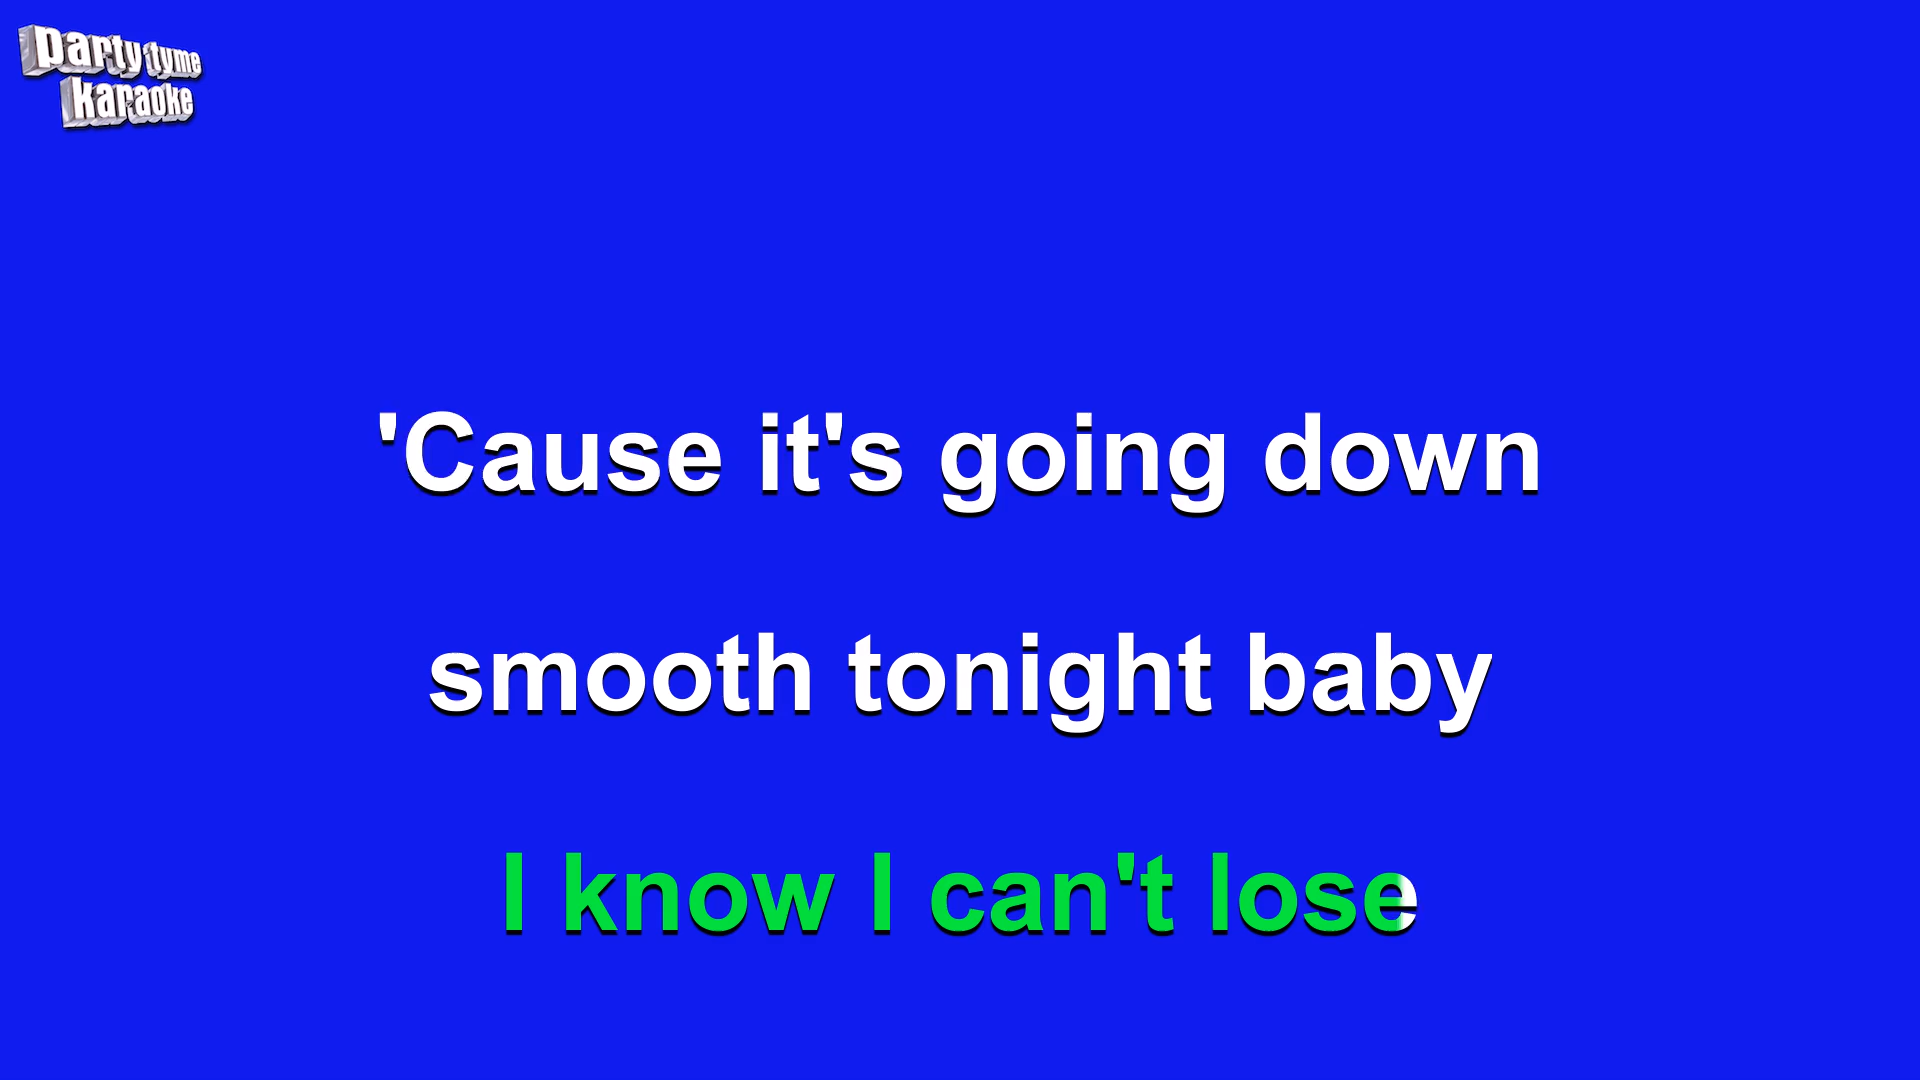 party tyme
karaoke
'Cause it's going down
smooth tonight baby
I know I can't lose